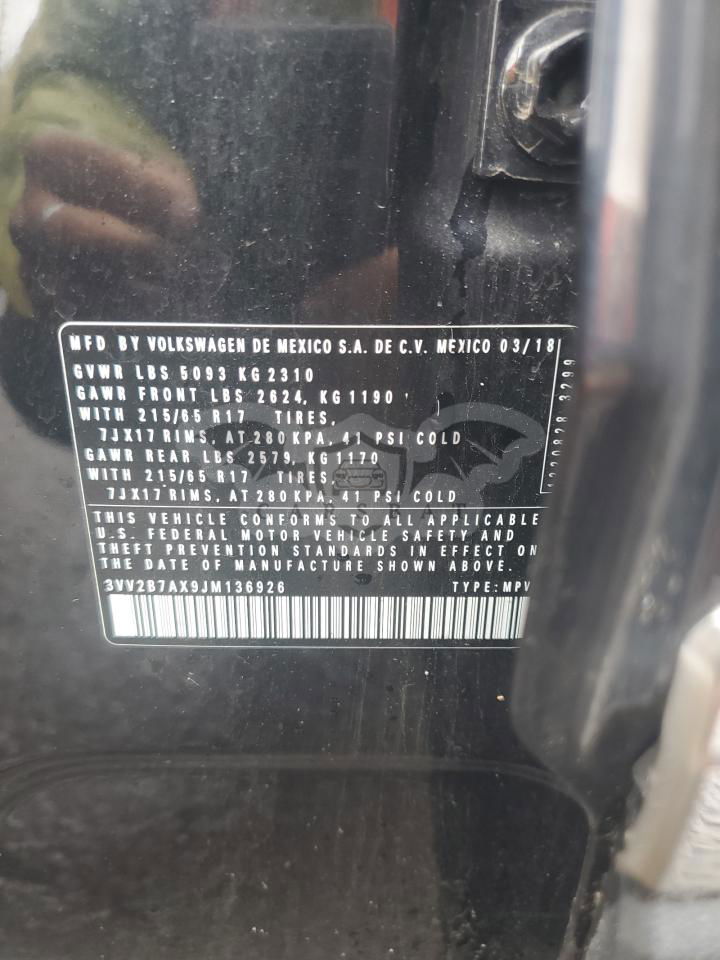 MFD BY VOLKSWAGEN DE MEXICO S.A. DE C.V. MEXICO 03/18
GVWR LBS 5093 KG 2310
GAWR FRONT LBS 2624, KG 1190
WITH 215/65 R17 TIRES,
7JX17 RIMS, AT 280 KPA, 41 PSI COLD
GAWR REAR LBS 2579, KG 1170
WITH 215/65 R17 TIRES,
7JX17 RIMS, AT 280 KPA, 41 PSI COLD
THIS VEHICLE CONFORMS TO ALL APPLICABLE
U.S. FEDERAL MOTOR VEHICLE SAFETY AND
THEFT PREVENTION STANDARDS IN EFFECT ON
THE DATE OF MANUFACTURE SHOWN ABOVE.
3VV2B7AX9JM136926 TYPE: MPV
3299